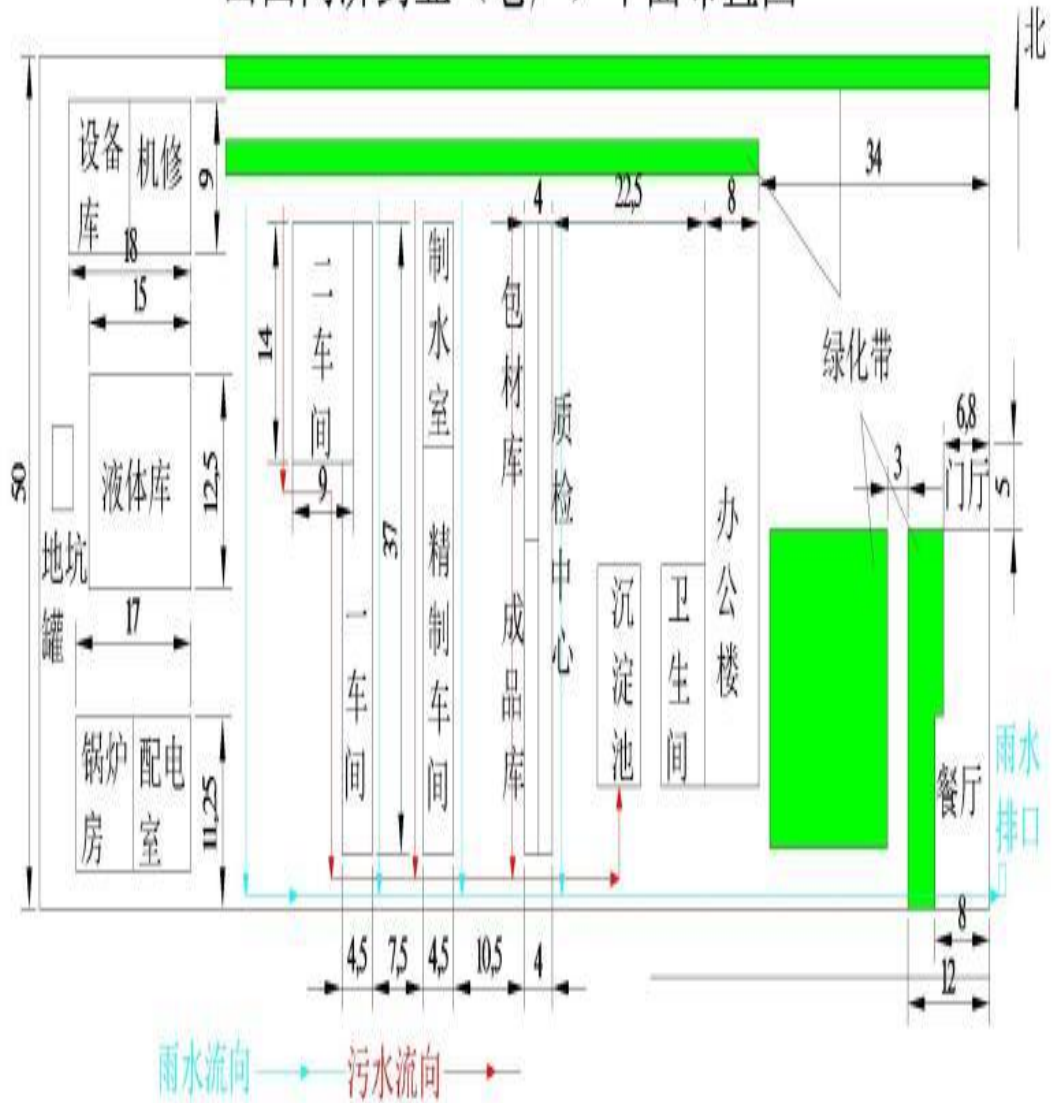 北
设备库
机修
9
18
15
14
二车间
9
37
制水室
4
22,5
8
34
包材库
质检中心
绿化带
6,8
3
门厅
5
50
液体库
12,5
地坑罐
17
办公楼
沉淀池
卫生间
一车间
精制车间
成品库
锅炉房
配电室
11,25
餐厅
雨水排口
8
12
4,5
7,5
4,5
10,5
4
雨水流向
污水流向